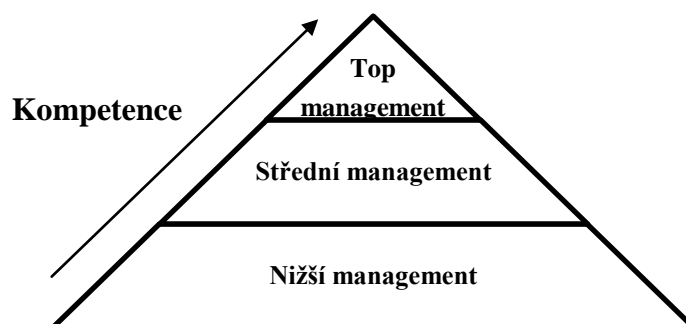 Top
management
Kompetence
Střední management
Nižší management